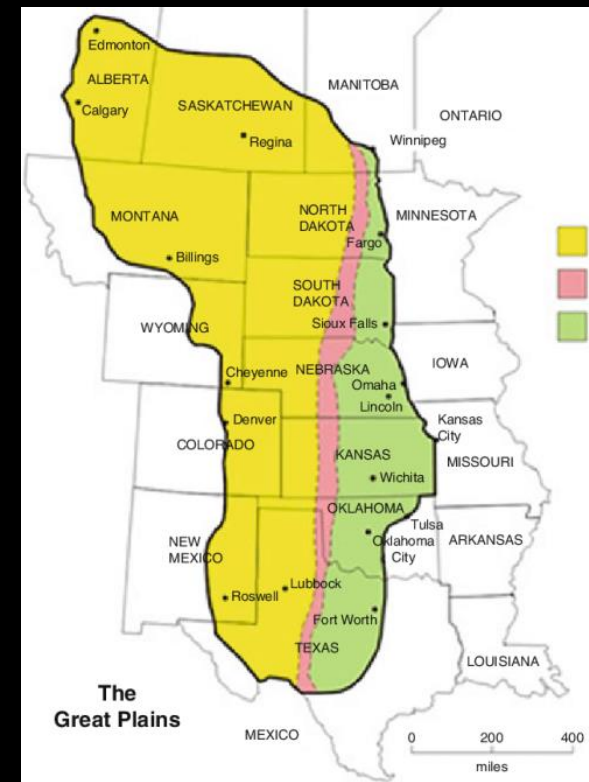 Edmonton
ALBERTA
Calgary
SASKATCHEWAN
Regina
MANITOBA
ONTARIO
Winnipeg
MONTANA
Billings
NORTH
DAKOTA
Fargo
MINNESOTA
SOUTH
DAKOTA
Sioux Falls
WYOMING
Cheyenne
NEBRASKA
Omaha
Lincoln
IOWA
Denver
COLORADO
Kansas
City
KANSAS
Wichita
MISSOURI
OKLAHOMA
Tulsa
Oklahoma
City
ARKANSAS
NEW
MEXICO
Roswell
Lubbock
Fort Worth
TEXAS
LOUISIANA
The
Great Plains
MEXICO
0 200 400
miles